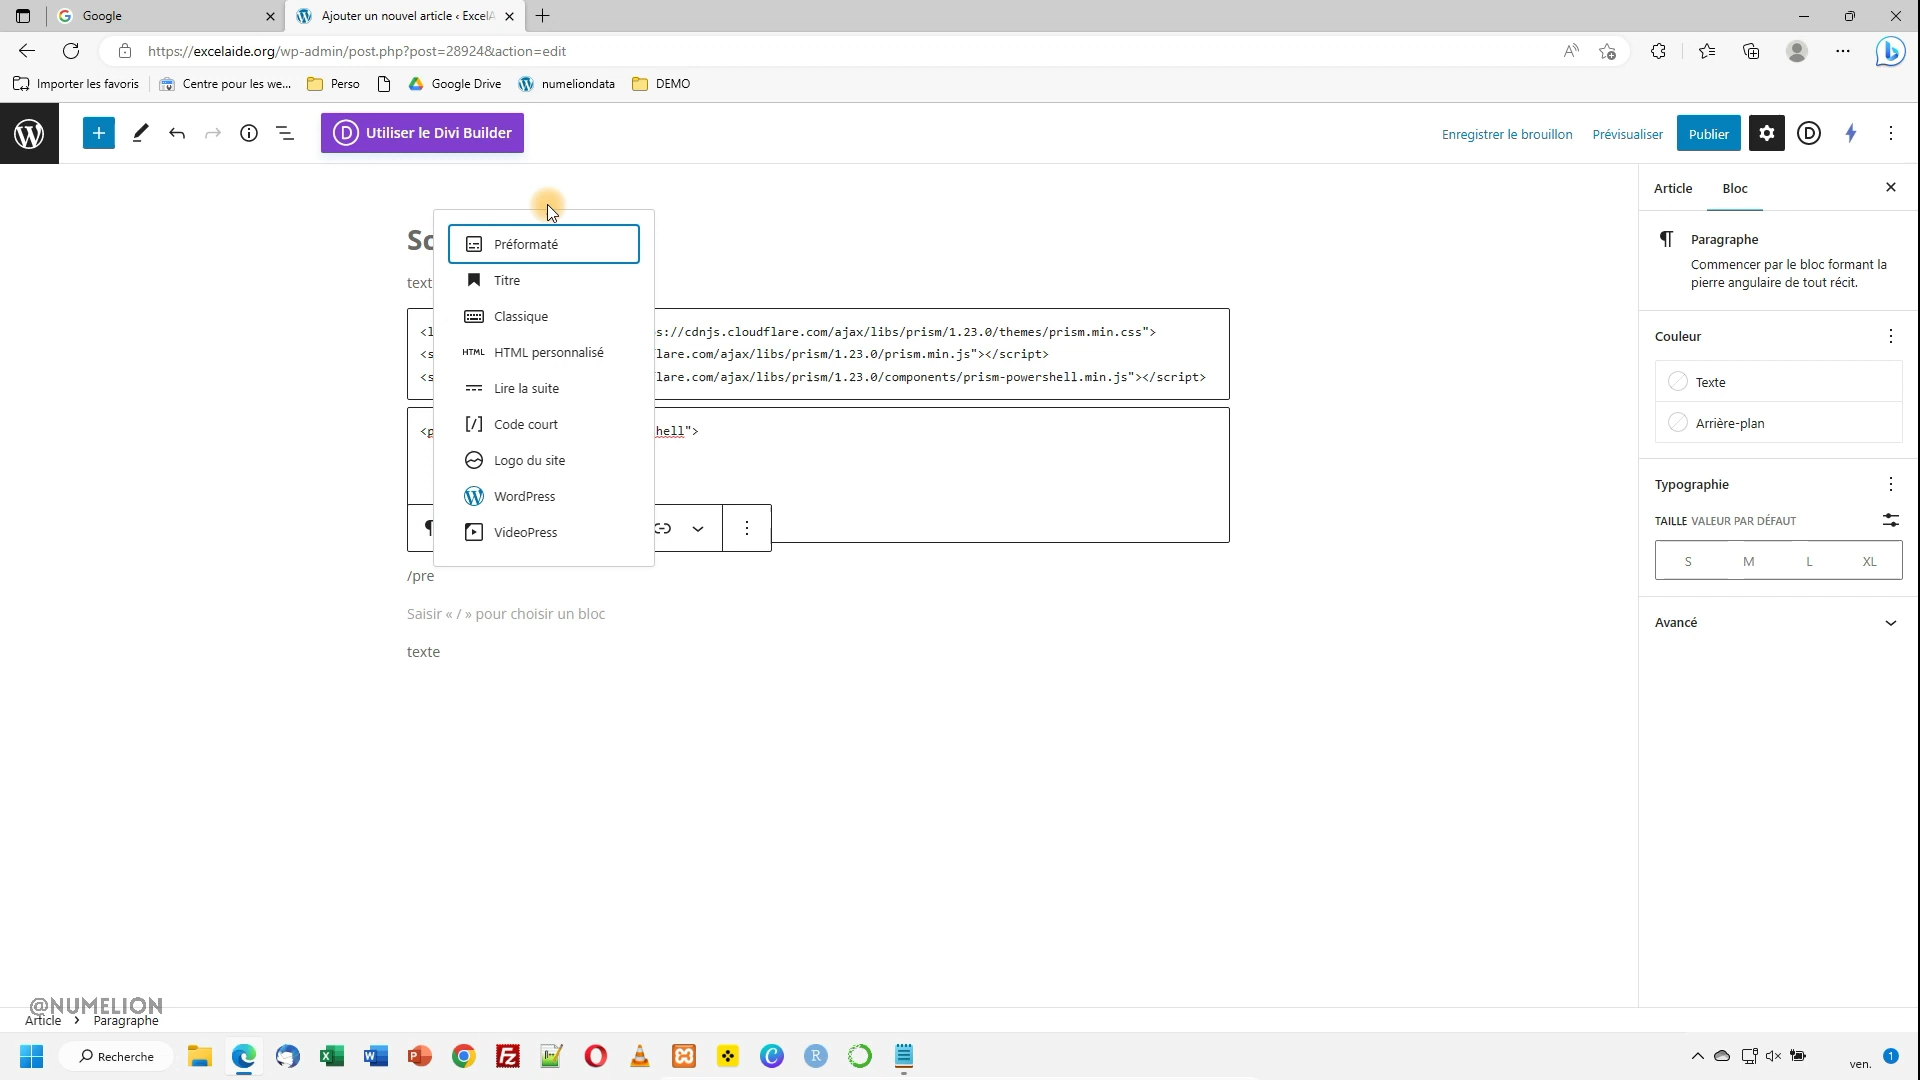 Google
Ajouter un nouvel article ‹ ExcelA
https://excelaide.org/wp-admin/post.php?post=28924&action=edit
Importer les favoris
Centre pour les we...
Perso
Google Drive
numeliondata
DEMO
Utiliser le Divi Builder
Enregistrer le brouillon
Prévisualiser
Publier
Article
Bloc
Paragraphe
Commencer par le bloc formant la
pierre angulaire de tout récit.
Couleur
Texte
Arrière-plan
Typographie
TAILLE VALEUR PAR DÉFAUT
S M L XL
Avancé
Sc
text
<l s://cdnjs.cloudflare.com/ajax/libs/prism/1.23.0/themes/prism.min.css">
<s lare.com/ajax/libs/prism/1.23.0/prism.min.js"></script>
<s lare.com/ajax/libs/prism/1.23.0/components/prism-powershell.min.js"></script>
<p hell">
Préformaté
Titre
Classique
HTML HTML personnalisé
Lire la suite
Code court
Logo du site
WordPress
VideoPress
/pre
Saisir « / » pour choisir un bloc
texte
@NUMELION
Article > Paragraphe
Recherche
ven.
1